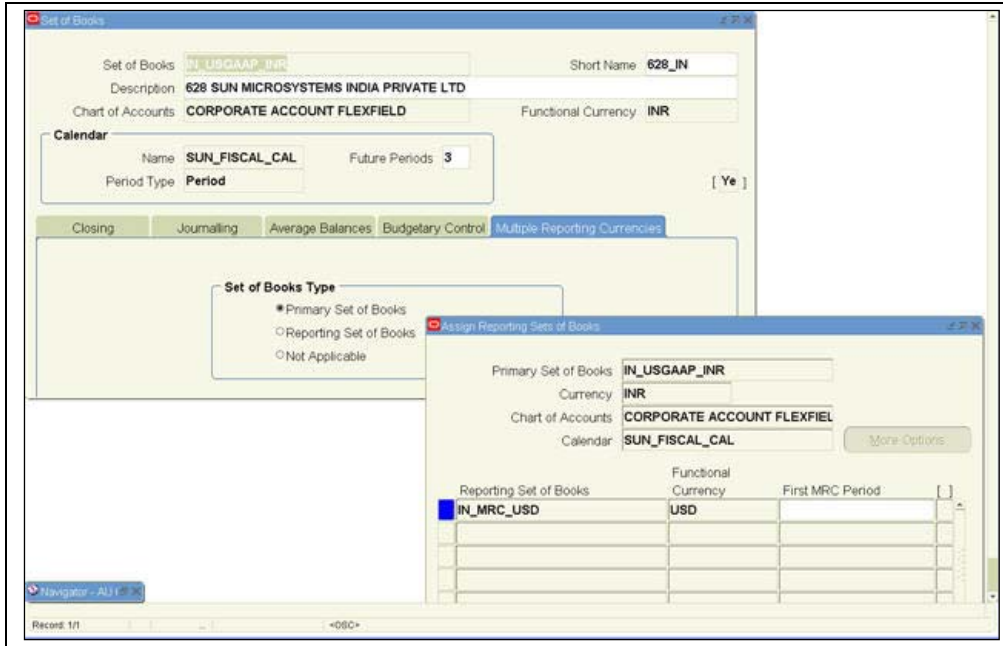 Set of Books
Set of Books IN_USGAAP_INR Short Name 628_IN
Description 628 SUN MICROSYSTEMS INDIA PRIVATE LTD
Chart of Accounts CORPORATE ACCOUNT FLEXFIELD Functional Currency INR
Calendar
Name SUN_FISCAL_CAL Future Periods 3
Period Type Period [ Ye ]
Closing Journalling Average Balances Budgetary Control Multiple Reporting Currencies
Set of Books Type
Primary Set of Books
Reporting Set of Books
Not Applicable
Assign Reporting Sets of Books
Primary Set of Books IN_USGAAP_INR
Currency INR
Chart of Accounts CORPORATE ACCOUNT FLEXFIEL
Calendar SUN_FISCAL_CAL More Options
Functional
Reporting Set of Books Currency First MRC Period [ ]
IN_MRC_USD USD
Navigator - AU
Record: 1/1 ... <OSC>